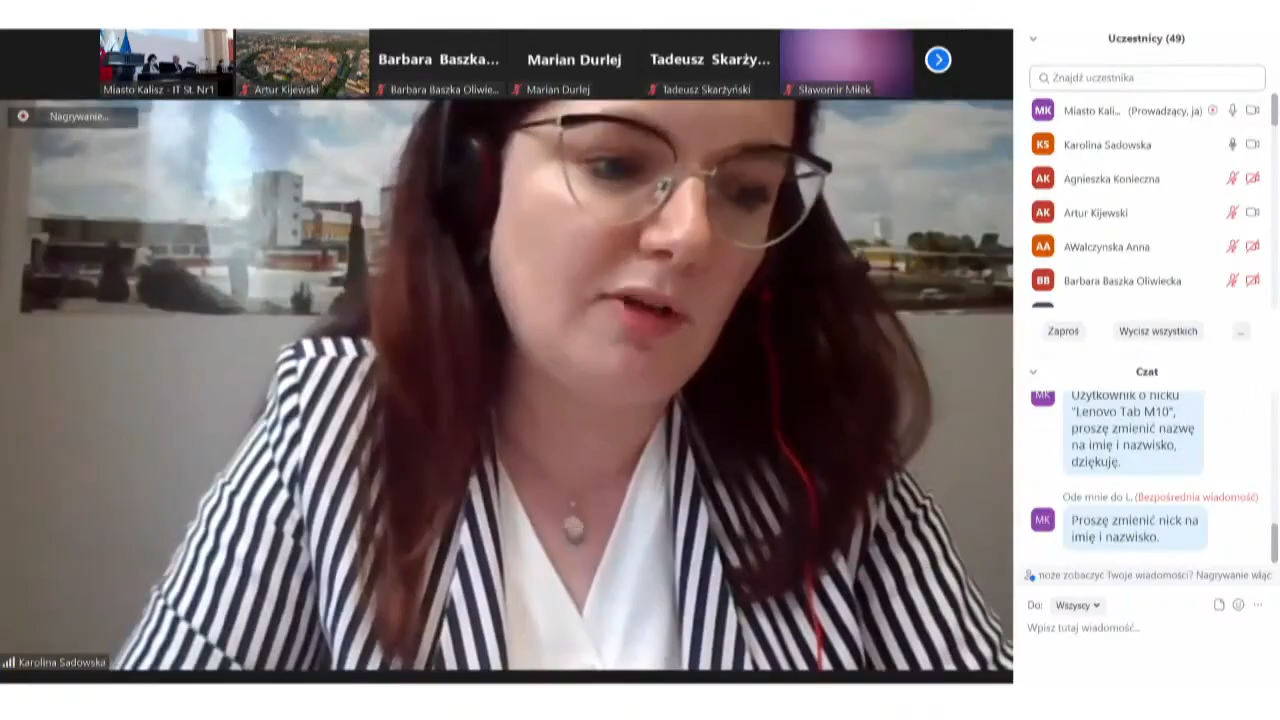 Barbara Baszka...
Marian Durlej
Tadeusz Skarży...
Miasto Kalisz - IT St. Nr1
Artur Kijewski
Barbara Baszka Oliwie...
Marian Durlej
Tadeusz Skarżyński
Sławomir Miłek
Nagrywanie...
Karolina Sadowska
Uczestnicy (49)
Znajdź uczestnika
MK Miasto Kali... (Prowadzący, ja)
KS Karolina Sadowska
AK Agnieszka Konieczna
AK Artur Kijewski
AA AWalczynska Anna
BB Barbara Baszka Oliwiecka
Zaproś Wycisz wszystkich ...
Czat
MK Użytkownik o nicku
"Lenovo Tab M10",
proszę zmienić nazwę
na imię i nazwisko,
dziękuję.
Ode mnie do L. (Bezpośrednia wiadomość)
MK Proszę zmienić nick na
imię i nazwisko.
może zobaczyć Twoje wiadomości? Nagrywanie włąc
Do: Wszyscy
Wpisz tutaj wiadomość...